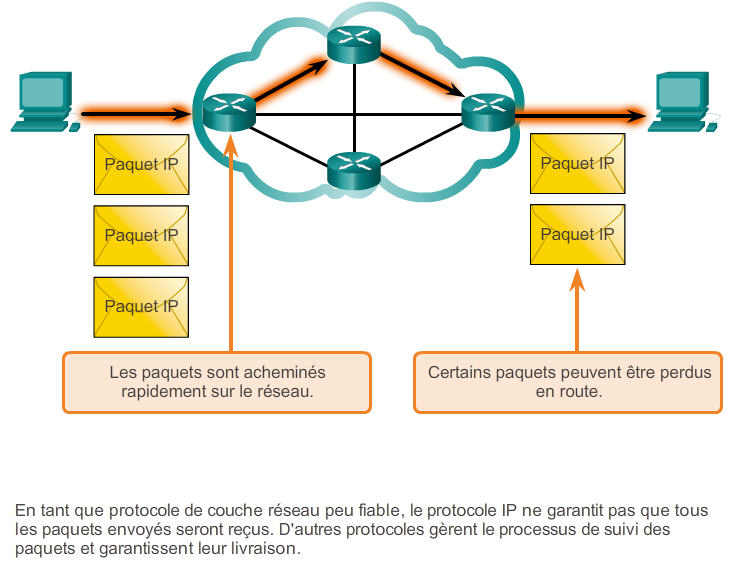 Paquet IP
Paquet IP
Paquet IP
Paquet IP
Paquet IP
Les paquets sont acheminés
rapidement sur le réseau.
Certains paquets peuvent être perdus
en route.
En tant que protocole de couche réseau peu fiable, le protocole IP ne garantit pas que tous
les paquets envoyés seront reçus. D'autres protocoles gèrent le processus de suivi des
paquets et garantissent leur livraison.